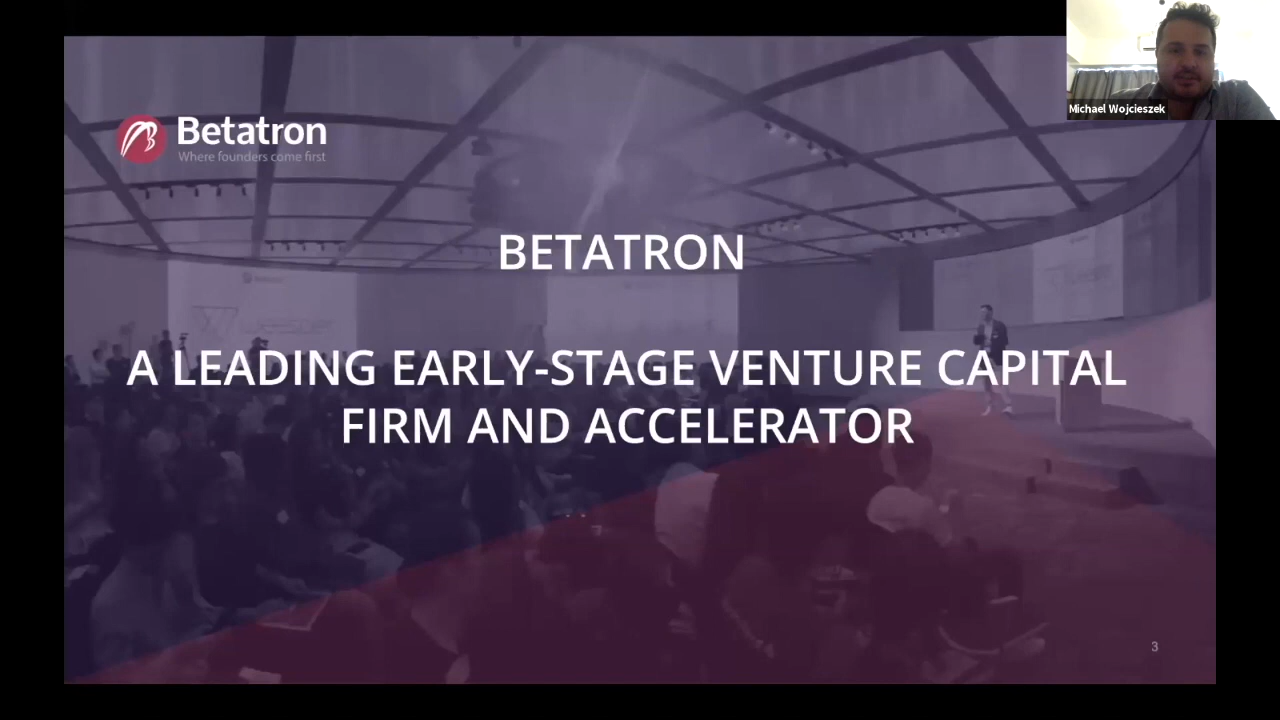 Michael Wojcieszek
Betatron
Where founders come first
BETATRON
A LEADING EARLY-STAGE VENTURE CAPITAL
FIRM AND ACCELERATOR
3